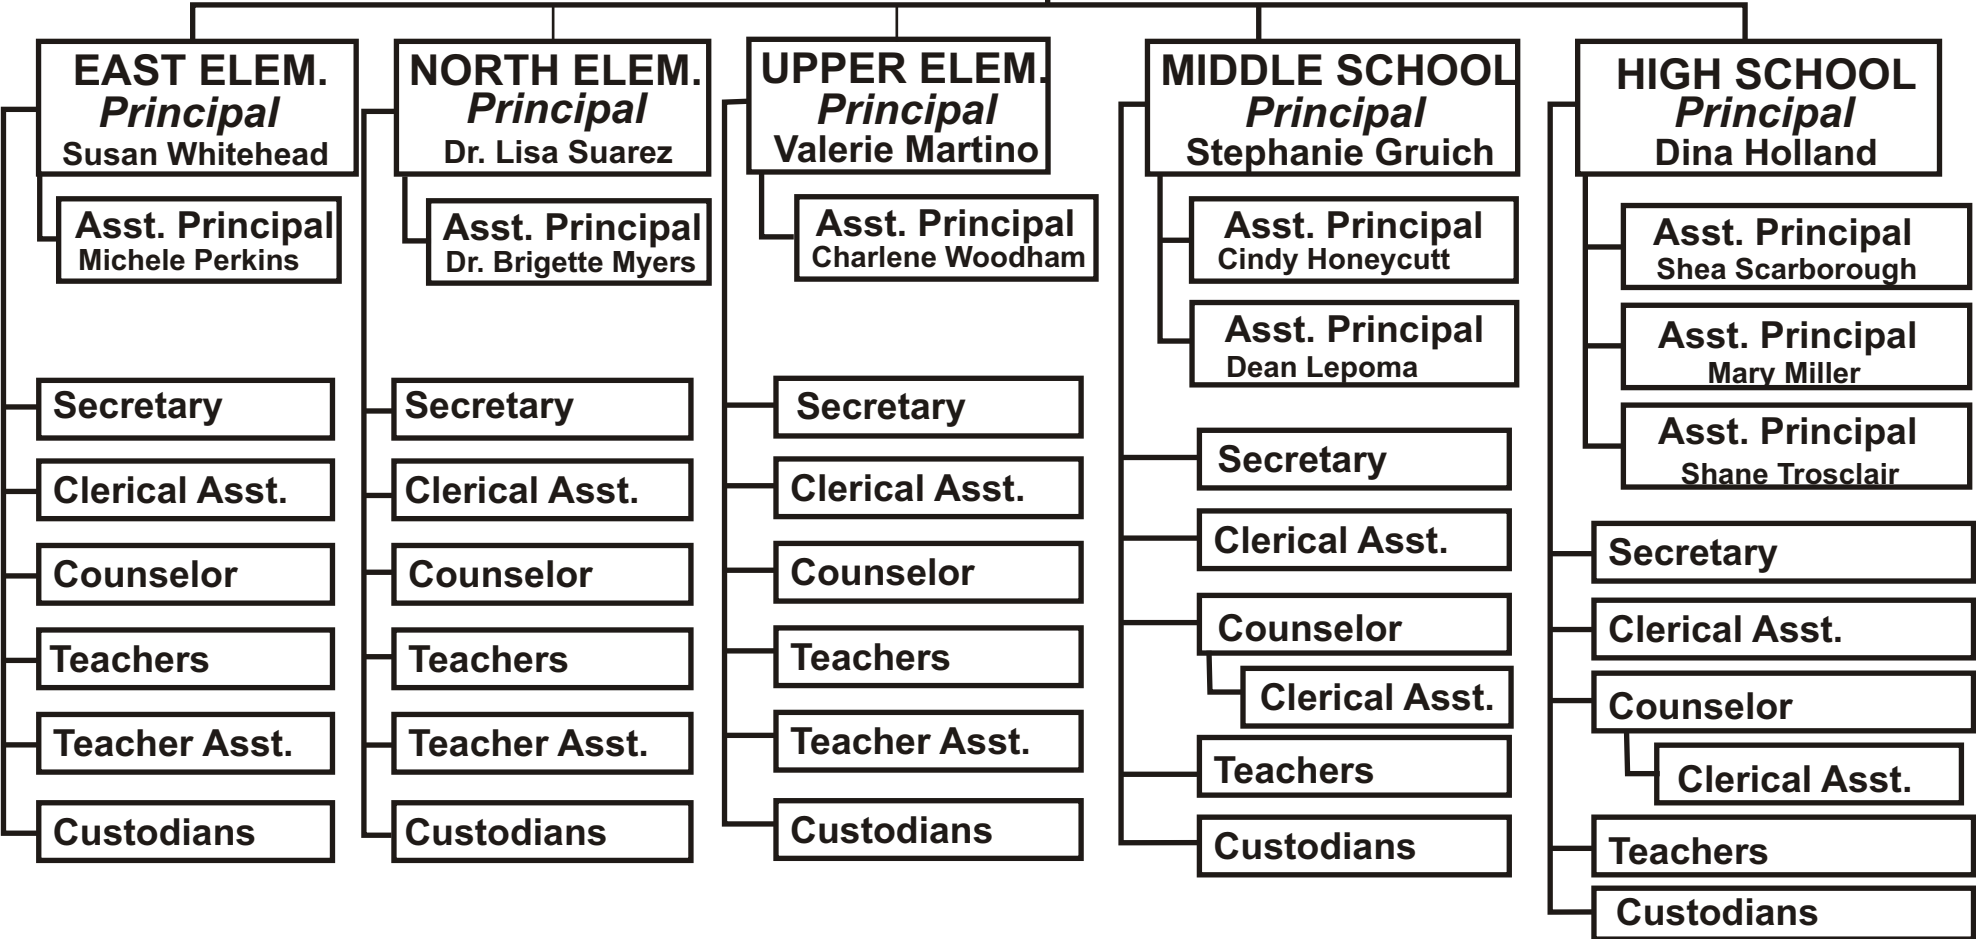 EAST ELEM.
Principal
Susan Whitehead
Asst. Principal
Michele Perkins
Secretary
Clerical Asst.
Counselor
Teachers
Teacher Asst.
Custodians
NORTH ELEM.
Principal
Dr. Lisa Suarez
Asst. Principal
Dr. Brigette Myers
Secretary
Clerical Asst.
Counselor
Teachers
Teacher Asst.
Custodians
UPPER ELEM.
Principal
Valerie Martino
Asst. Principal
Charlene Woodham
Secretary
Clerical Asst.
Counselor
Teachers
Teacher Asst.
Custodians
MIDDLE SCHOOL
Principal
Stephanie Gruich
Asst. Principal
Cindy Honeycutt
Asst. Principal
Dean Lepoma
Secretary
Clerical Asst.
Counselor
Clerical Asst.
Teachers
Custodians
HIGH SCHOOL
Principal
Dina Holland
Asst. Principal
Shea Scarborough
Asst. Principal
Mary Miller
Asst. Principal
Shane Trosclair
Secretary
Clerical Asst.
Counselor
Clerical Asst.
Teachers
Custodians